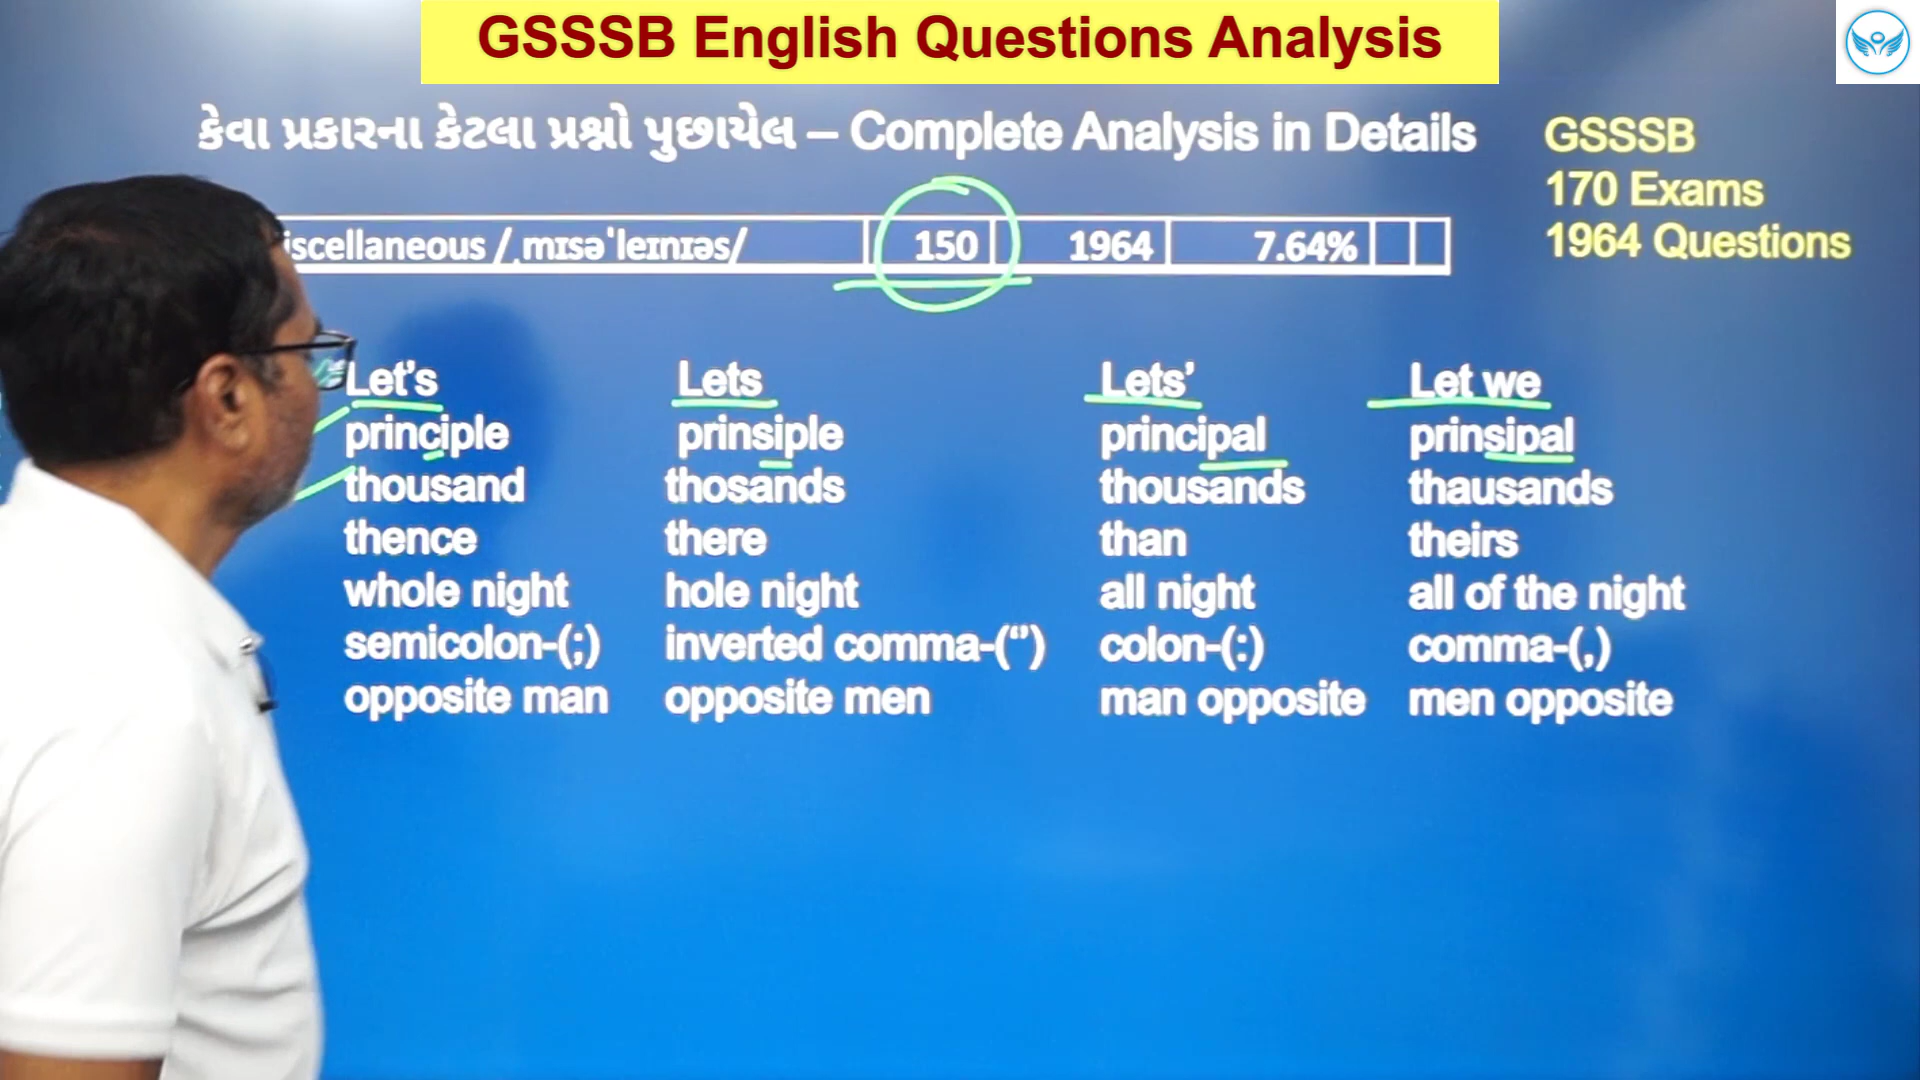 GSSSB English Questions Analysis
કેવા પ્રકારના કેટલા પ્રશ્નો પુછાયેલ – Complete Analysis in Details
GSSSB
170 Exams
1964 Questions
iscellaneous /ˌmɪsəˈleɪnɪəs/ 150 1964 7.64%
Let’s Lets Lets’ Let we
principle prinsiple principal prinsipal
thousand thosands thousands thausands
thence there than theirs
whole night hole night all night all of the night
semicolon-(;) inverted comma-(‘’) colon-(:) comma-(,)
opposite man opposite men man opposite men opposite